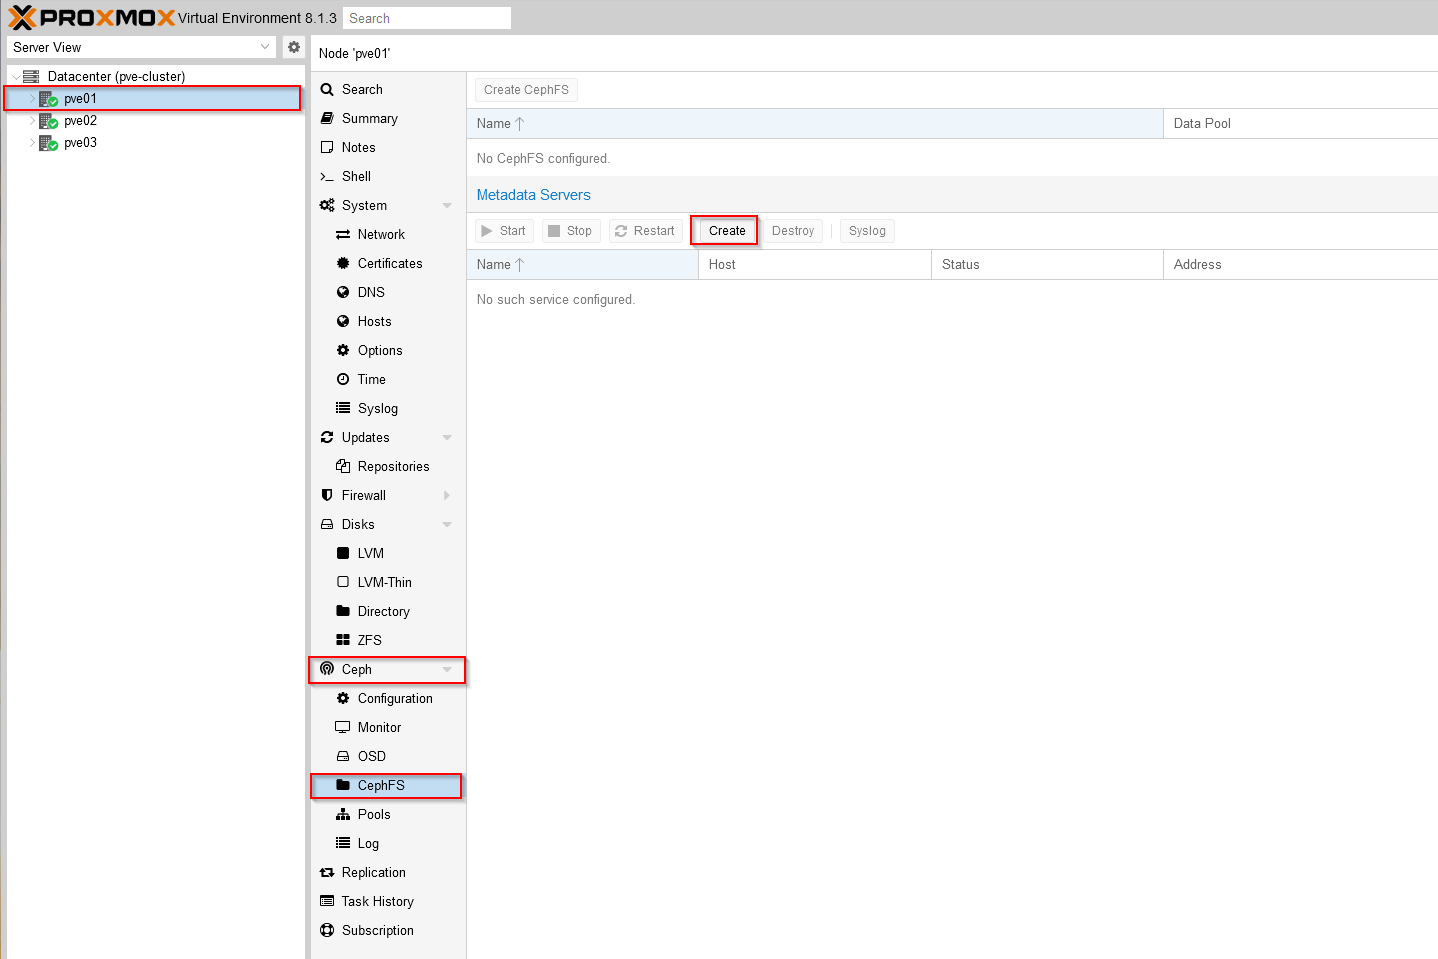 PROXMOX Virtual Environment 8.1.3 Search
Server View
Datacenter (pve-cluster)
pve01
pve02
pve03
Node 'pve01'
Search
Summary
Notes
Shell
System
Network
Certificates
DNS
Hosts
Options
Time
Syslog
Updates
Repositories
Firewall
Disks
LVM
LVM-Thin
Directory
ZFS
Ceph
Configuration
Monitor
OSD
CephFS
Pools
Log
Replication
Task History
Subscription
Create CephFS
Name Data Pool
No CephFS configured.
Metadata Servers
Start Stop Restart Create Destroy Syslog
Name Host Status Address
No such service configured.